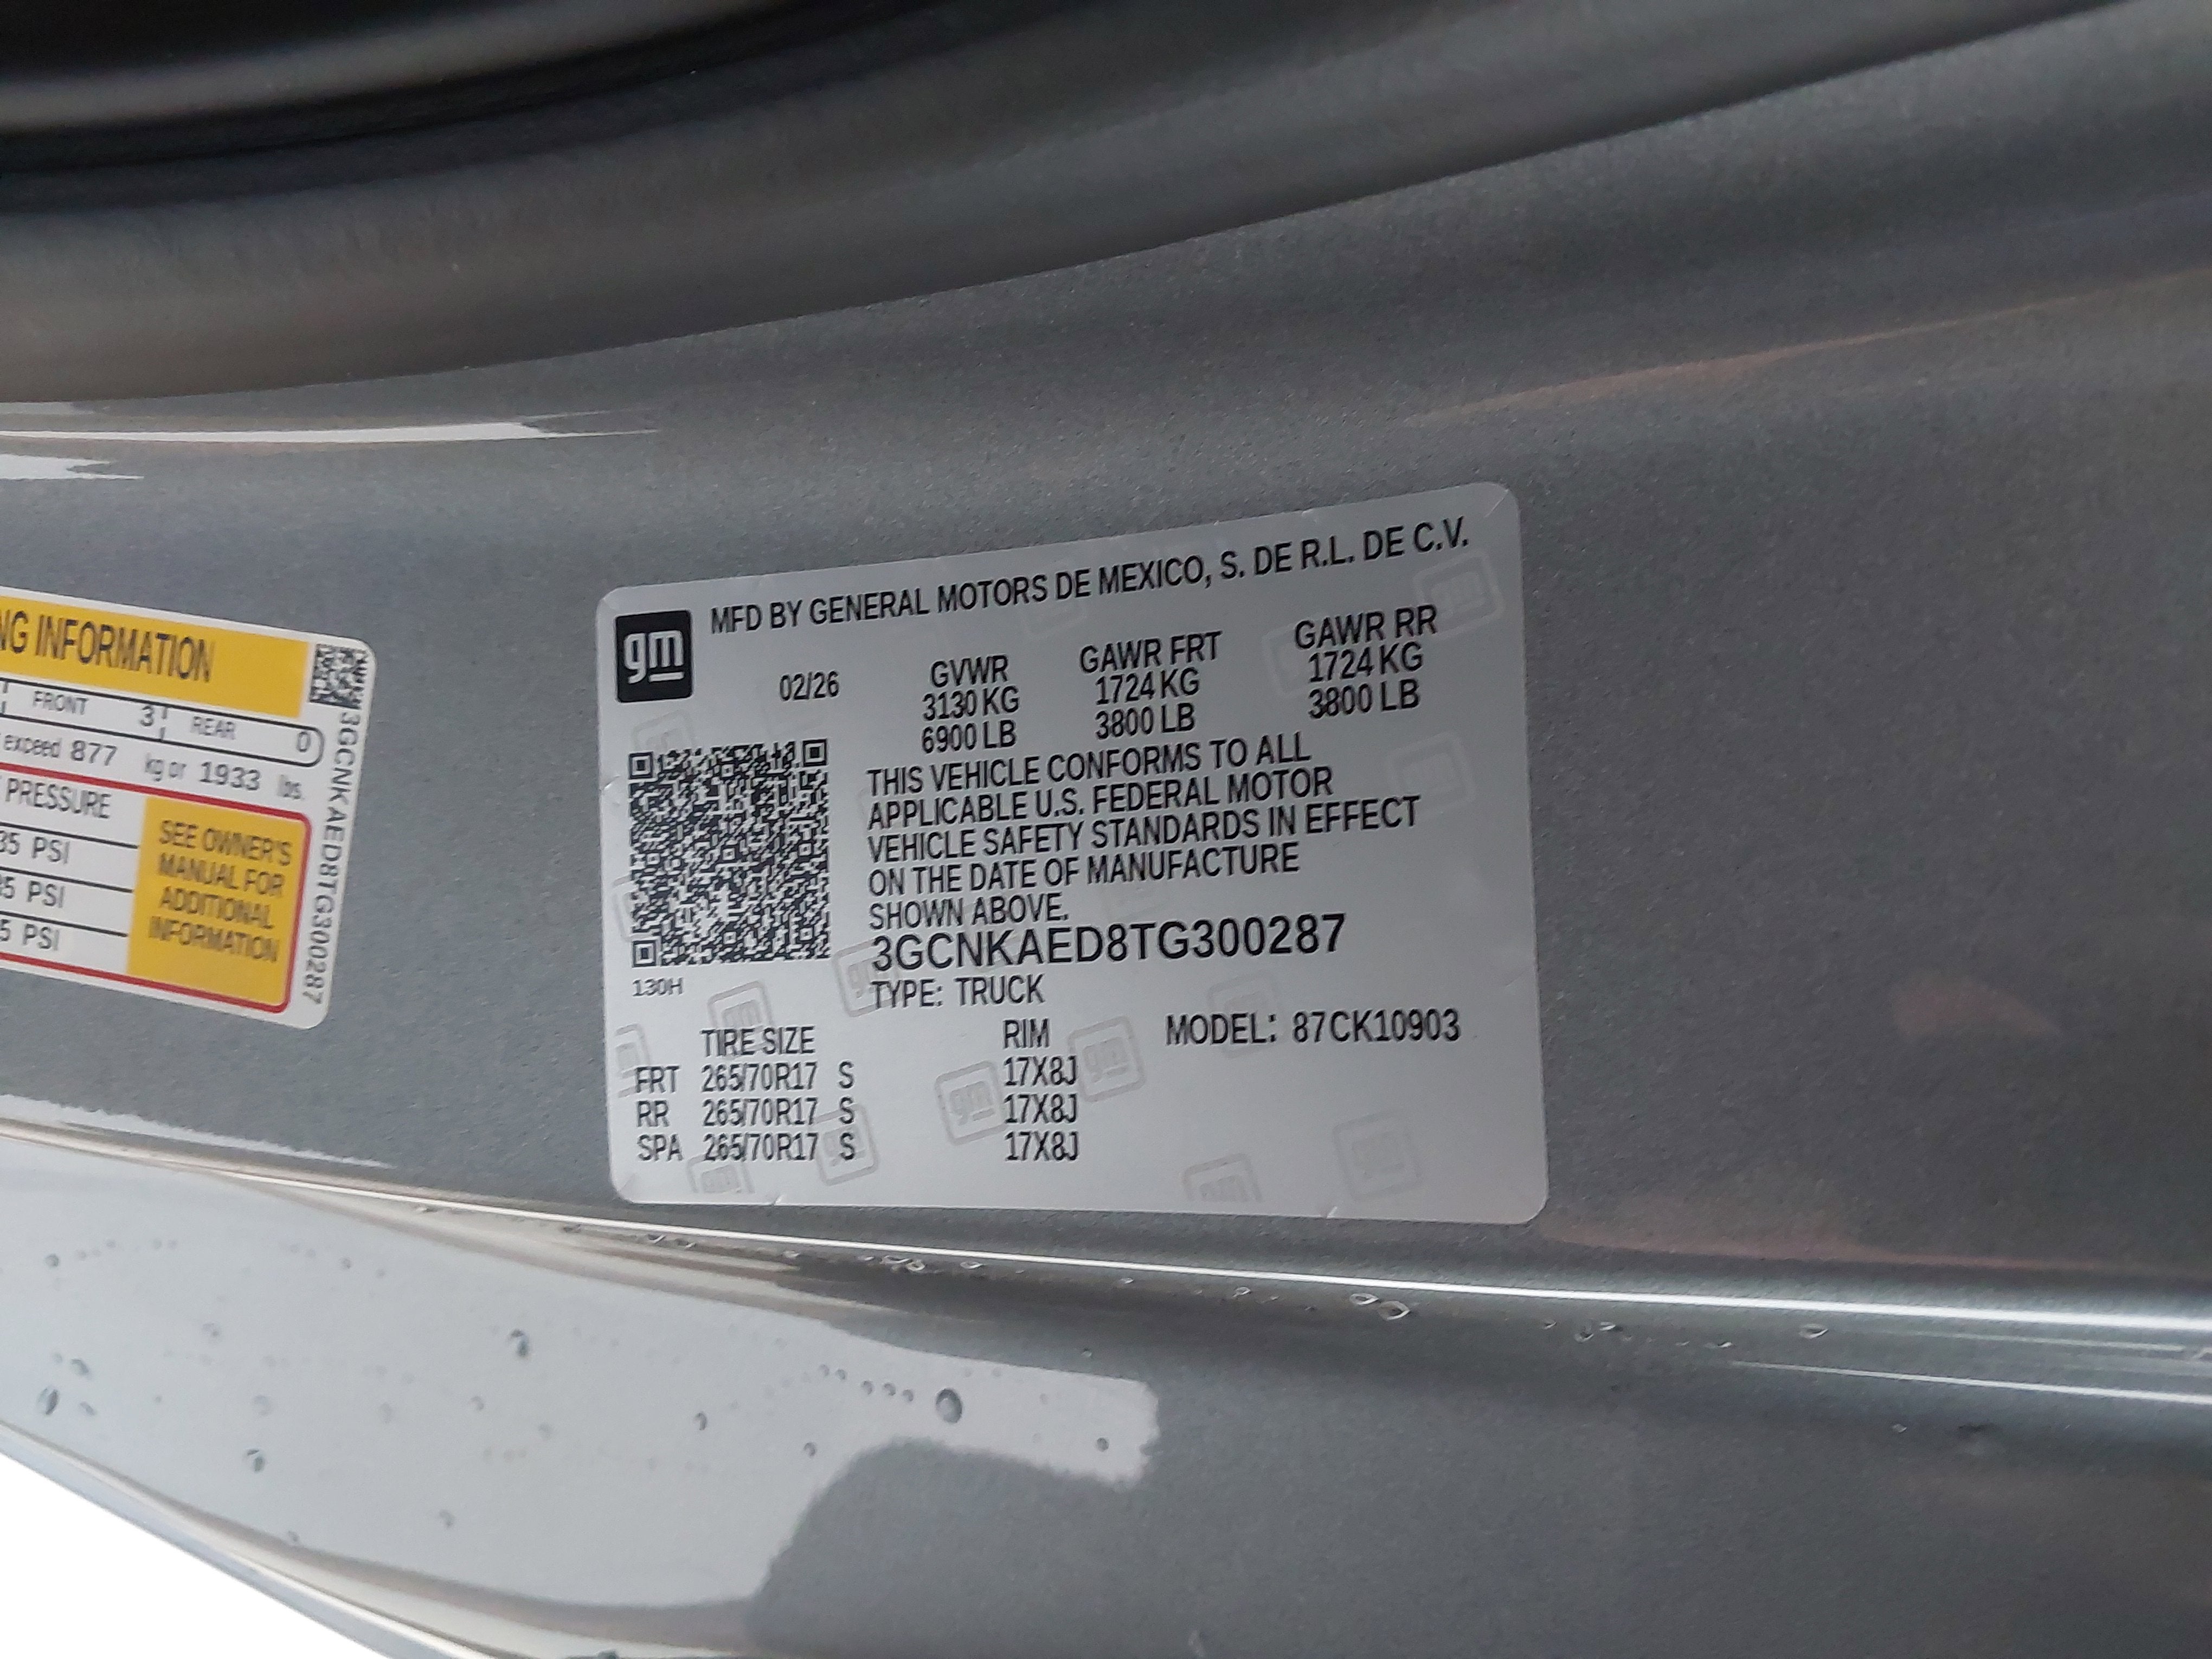 NG INFORMATION
FRONT 3 REAR 0
exceed 877 kg or 1933 lbs.
PRESSURE
35 PSI
35 PSI
5 PSI
SEE OWNER'S
MANUAL FOR
ADDITIONAL
INFORMATION
3GCNKAED8TG300287
gm
MFD BY GENERAL MOTORS DE MEXICO, S. DE R.L. DE C.V.
02/26 GVWR GAWR FRT GAWR RR
3130 KG 1724 KG 1724 KG
6900 LB 3800 LB 3800 LB
THIS VEHICLE CONFORMS TO ALL
APPLICABLE U.S. FEDERAL MOTOR
VEHICLE SAFETY STANDARDS IN EFFECT
ON THE DATE OF MANUFACTURE
SHOWN ABOVE.
3GCNKAED8TG300287
130H
TYPE: TRUCK
TIRE SIZE RIM MODEL: 87CK10903
FRT 265/70R17 S 17X8J
RR 265/70R17 S 17X8J
SPA 265/70R17 S 17X8J